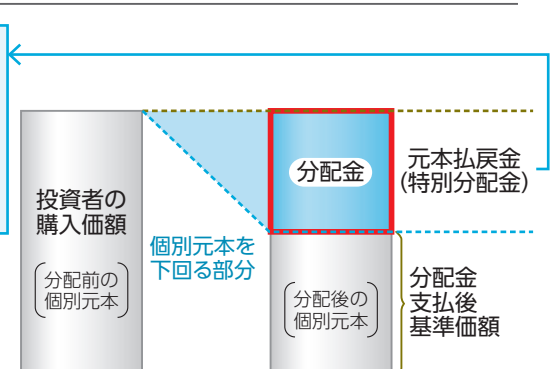 投資者の
購入価額
分配前の
個別元本
個別元本を
下回る部分
分配金
分配後の
個別元本
元本払戻金
(特別分配金)
分配金
支払後
基準価額